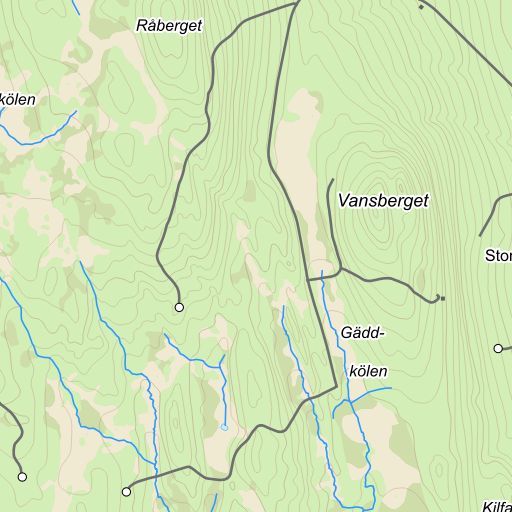 Råberget
kölen
Vansberget
Stor
Gädd-
kölen
Kilfa